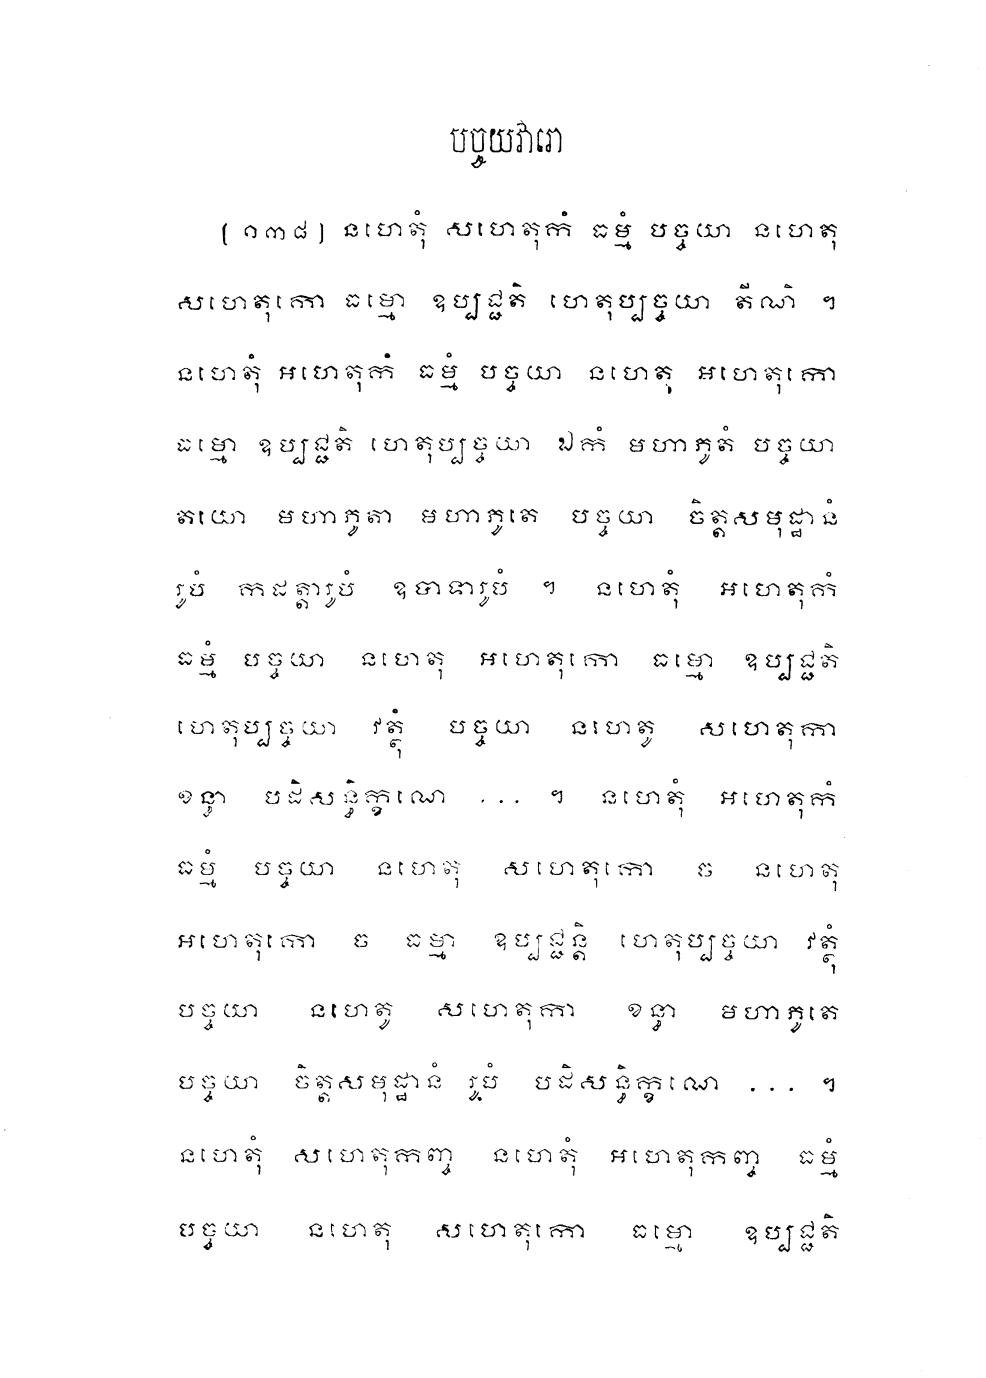 បច្ចយវារោ
[១៣៨] នហេតុំ សហេតុកំ ធម្មំ បច្ចយា នហេតុ
សហេតុកោ ធម្មោ ឧប្បជ្ជតិ ហេតុប្បច្ចយា តីណិ ។
នហេតុំ អហេតុកំ ធម្មំ បច្ចយា នហេតុ អហេតុកោ
ធម្មោ ឧប្បជ្ជតិ ហេតុប្បច្ចយា ឯកំ មហាភូតំ បច្ចយា
តយោ មហាភូតា មហាភូតេ បច្ចយា ចិត្តសមុដ្ឋានំ
រូបំ កដត្តារូបំ ឧបាទារូបំ ។ នហេតុំ អហេតុកំ
ធម្មំ បច្ចយា នហេតុ អហេតុកោ ធម្មោ ឧប្បជ្ជតិ
ហេតុប្បច្ចយា វត្ថុំ បច្ចយា នហេតូ សហេតុកា
ខន្ធា បដិសន្ធិក្ខណេ ... ។ នហេតុំ អហេតុកំ
ធម្មំ បច្ចយា នហេតុ សហេតុកោ ច នហេតុ
អហេតុកោ ច ធម្មា ឧប្បជ្ជន្តិ ហេតុប្បច្ចយា វត្ថុំ
បច្ចយា នហេតូ សហេតុកា ខន្ធា មហាភូតេ
បច្ចយា ចិត្តសមុដ្ឋានំ រូបំ បដិសន្ធិក្ខណេ ... ។
នហេតុំ សហេតុកញ្ច នហេតុំ អហេតុកញ្ច ធម្មំ
បច្ចយា នហេតុ សហេតុកោ ធម្មោ ឧប្បជ្ជតិ